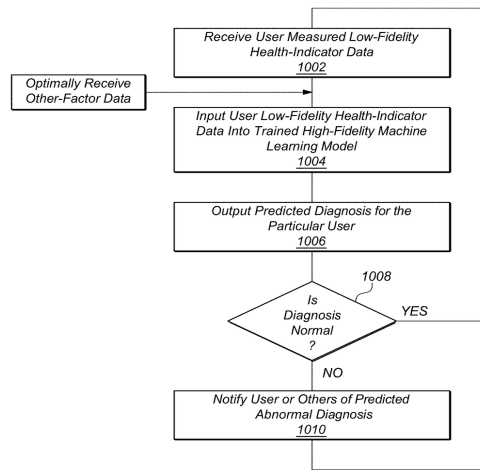 Receive User Measured Low-Fidelity
Health-Indicator Data
1002
Optimally Receive
Other-Factor Data
Input User Low-Fidelity Health-Indicator
Data Into Trained High-Fidelity Machine
Learning Model
1004
Output Predicted Diagnosis for the
Particular User
1006
1008
Is
Diagnosis
Normal
?
YES
NO
Notify User or Others of Predicted
Abnormal Diagnosis
1010